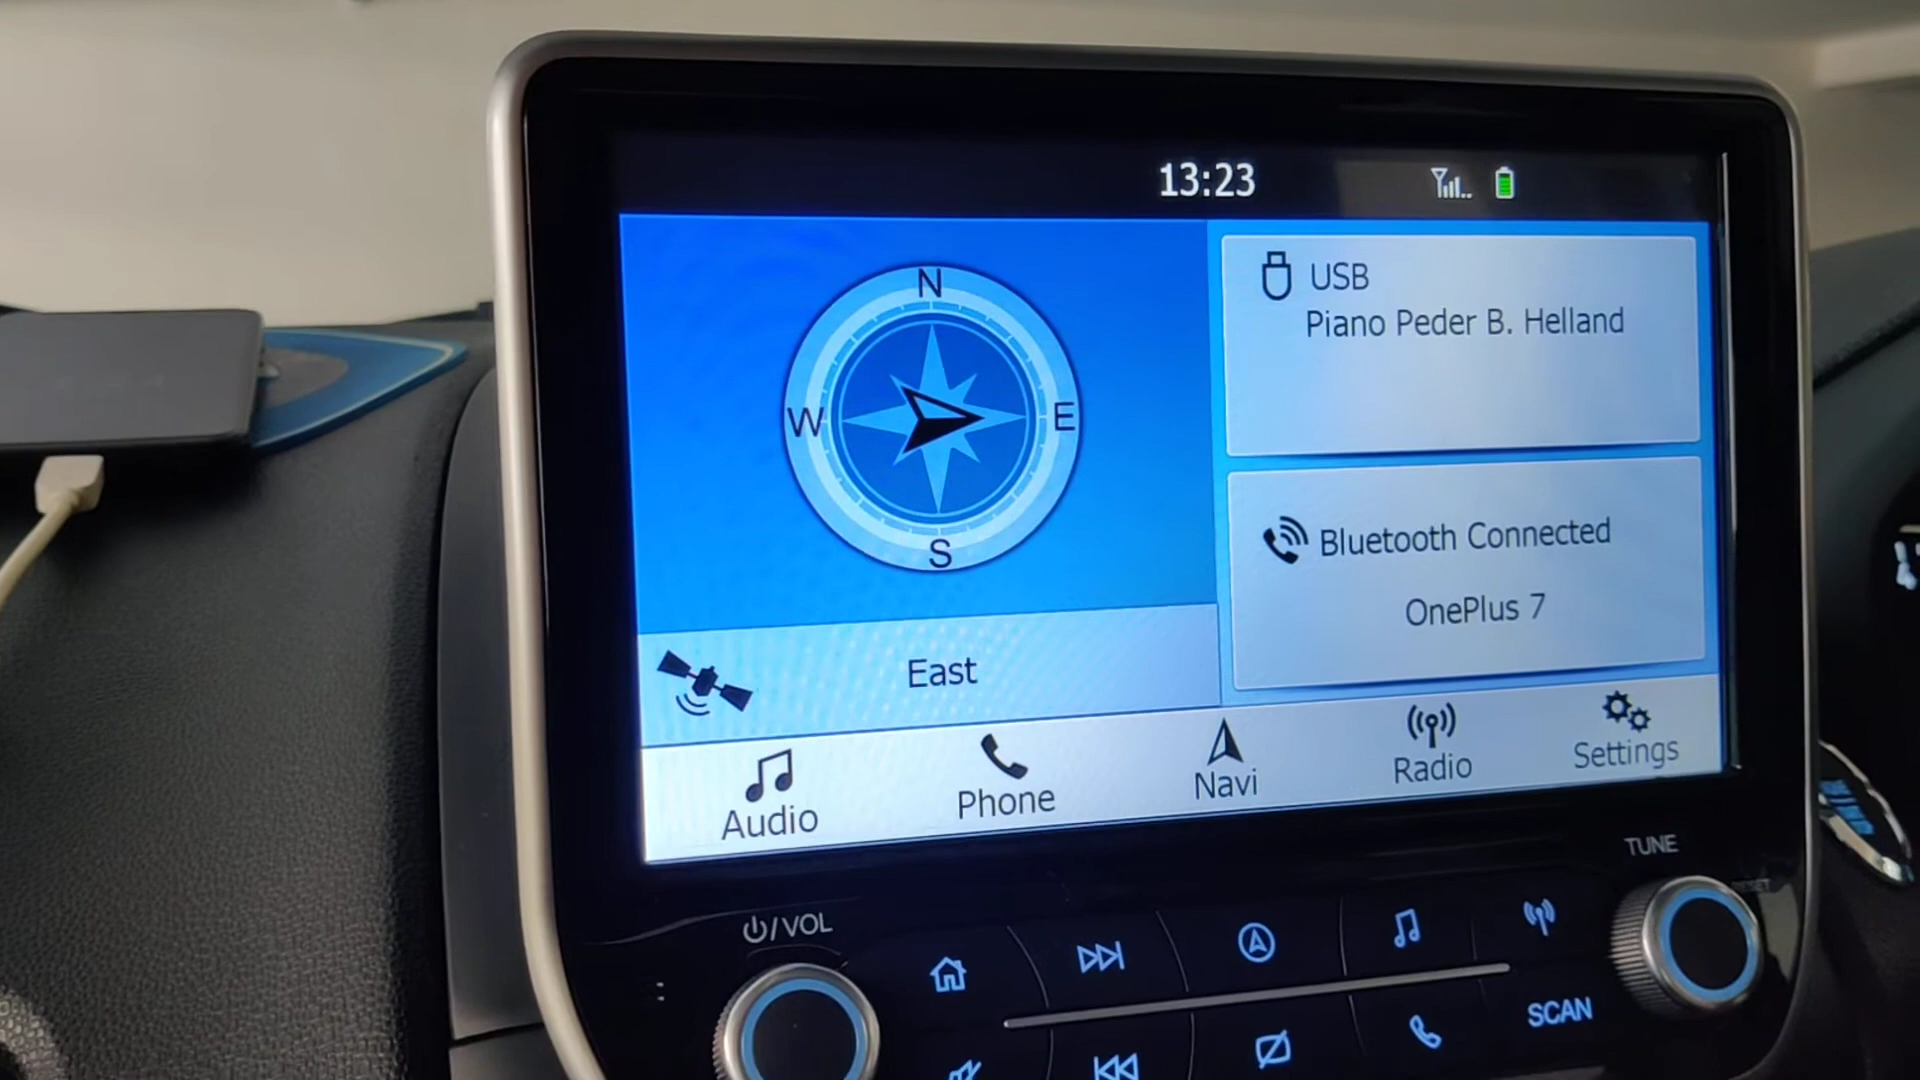 13:23
N
W
E
S
East
USB
Piano Peder B. Helland
Bluetooth Connected
OnePlus 7
Audio
Phone
Navi
Radio
Settings
/VOL
TUNE
RESET
SCAN